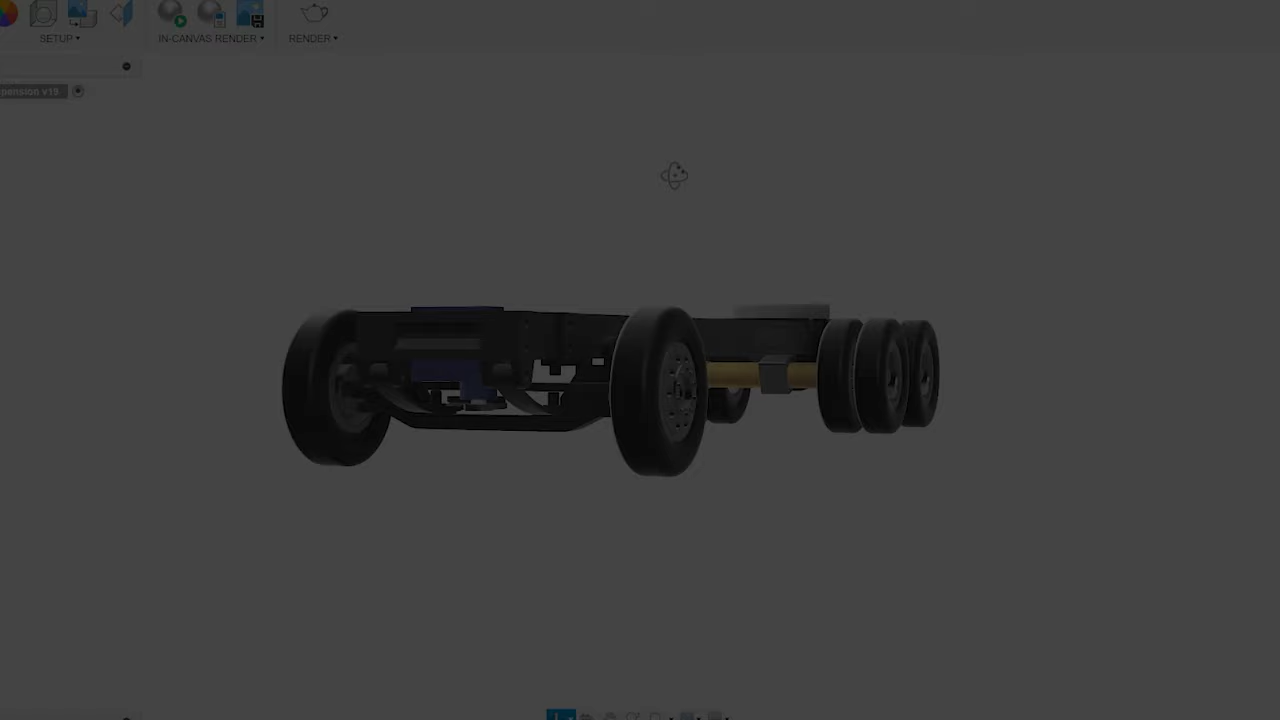 SETUP ▾
IN-CANVAS RENDER ▾
RENDER ▾
pension v19